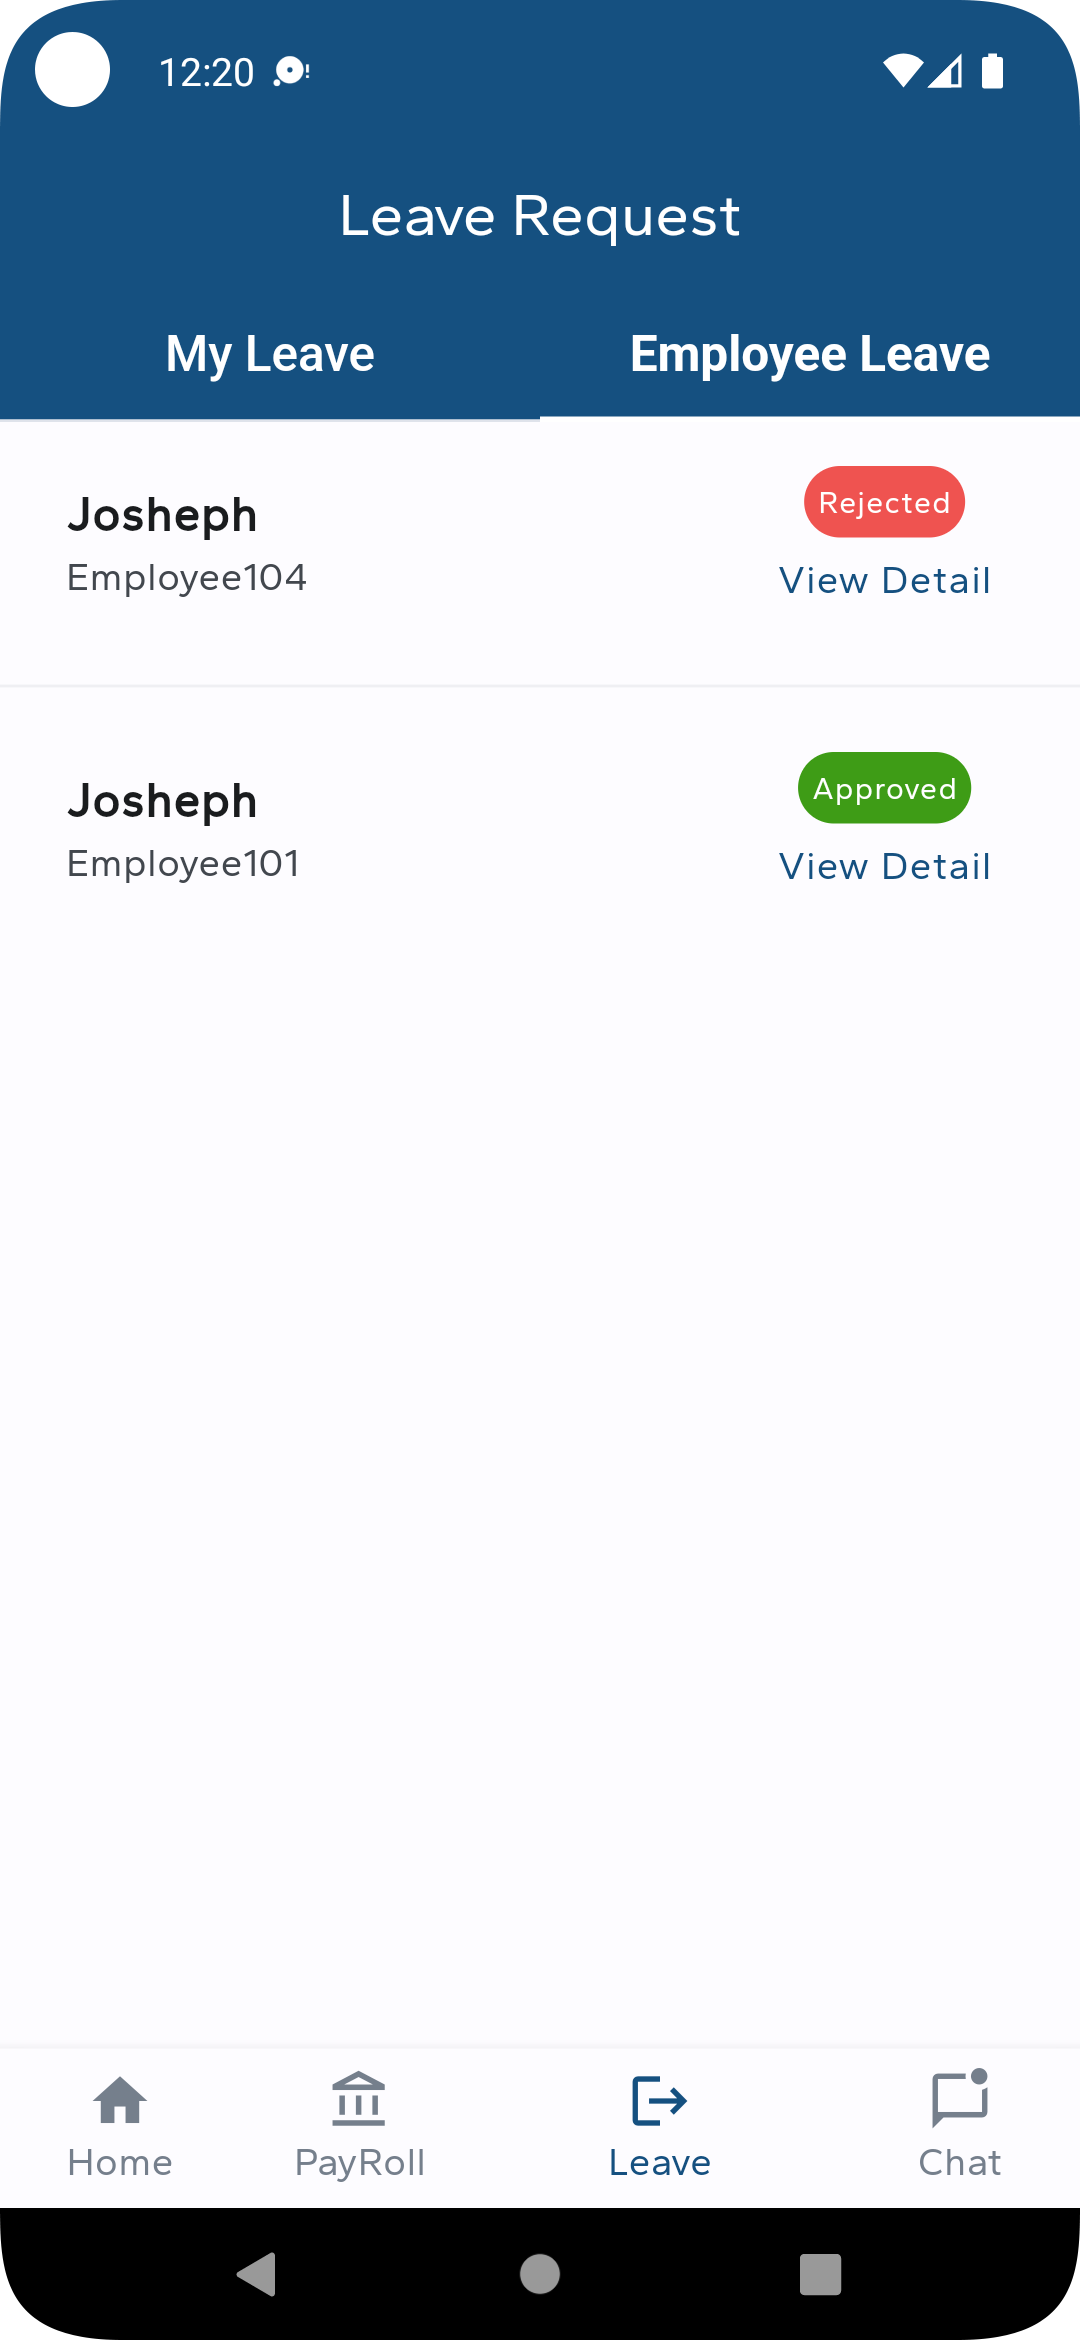 12:20
Leave Request
My Leave Employee Leave
Josheph Rejected
Employee104 View Detail
Josheph Approved
Employee101 View Detail
Home PayRoll Leave Chat